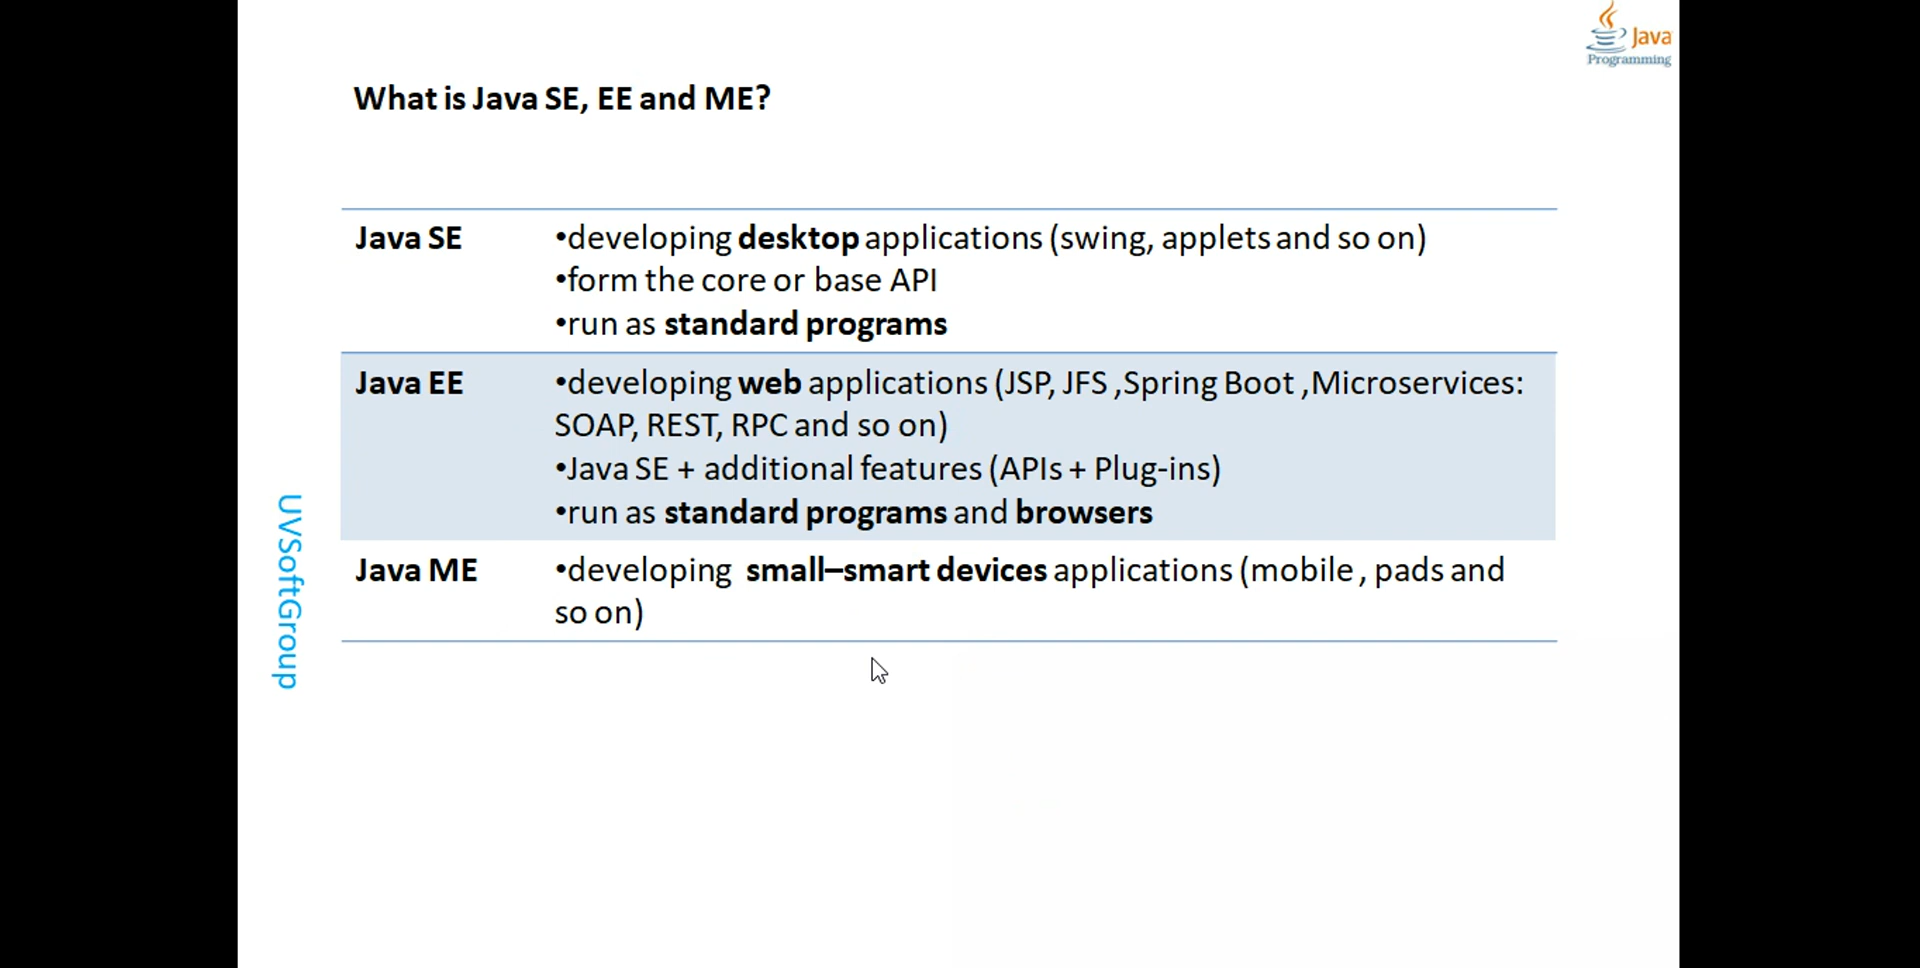 Java
Programming
What is Java SE, EE and ME?
Java SE
•developing desktop applications (swing, applets and so on)
•form the core or base API
•run as standard programs
Java EE
•developing web applications (JSP, JFS ,Spring Boot ,Microservices:
SOAP, REST, RPC and so on)
•Java SE + additional features (APIs + Plug-ins)
•run as standard programs and browsers
Java ME
•developing small–smart devices applications (mobile , pads and
so on)
UVSoftGroup